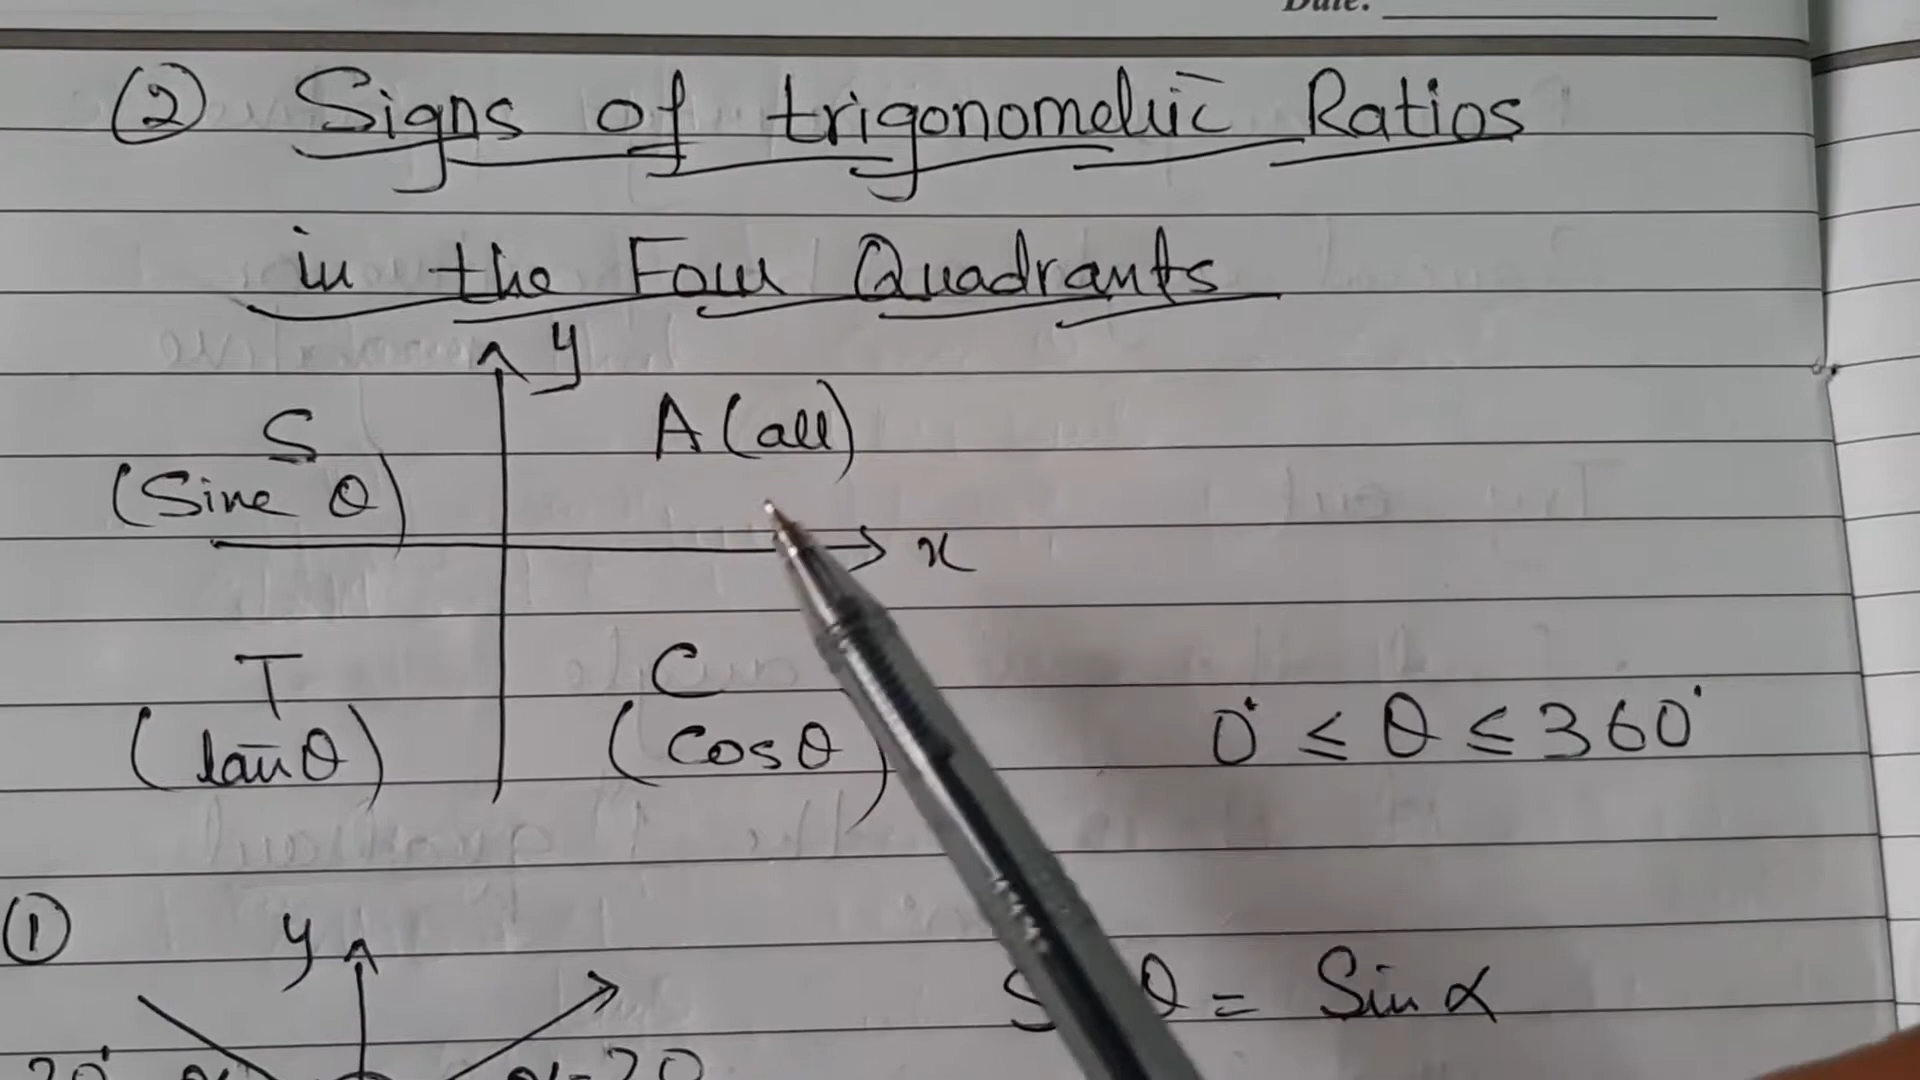 Date:
② Signs of trigonometric Ratios
in the Four Quadrants
y
S A (all)
(Sine θ)
x
T C
(tan θ) (cos θ) 0° ≤ θ ≤ 360°
① y
θ = Sin α